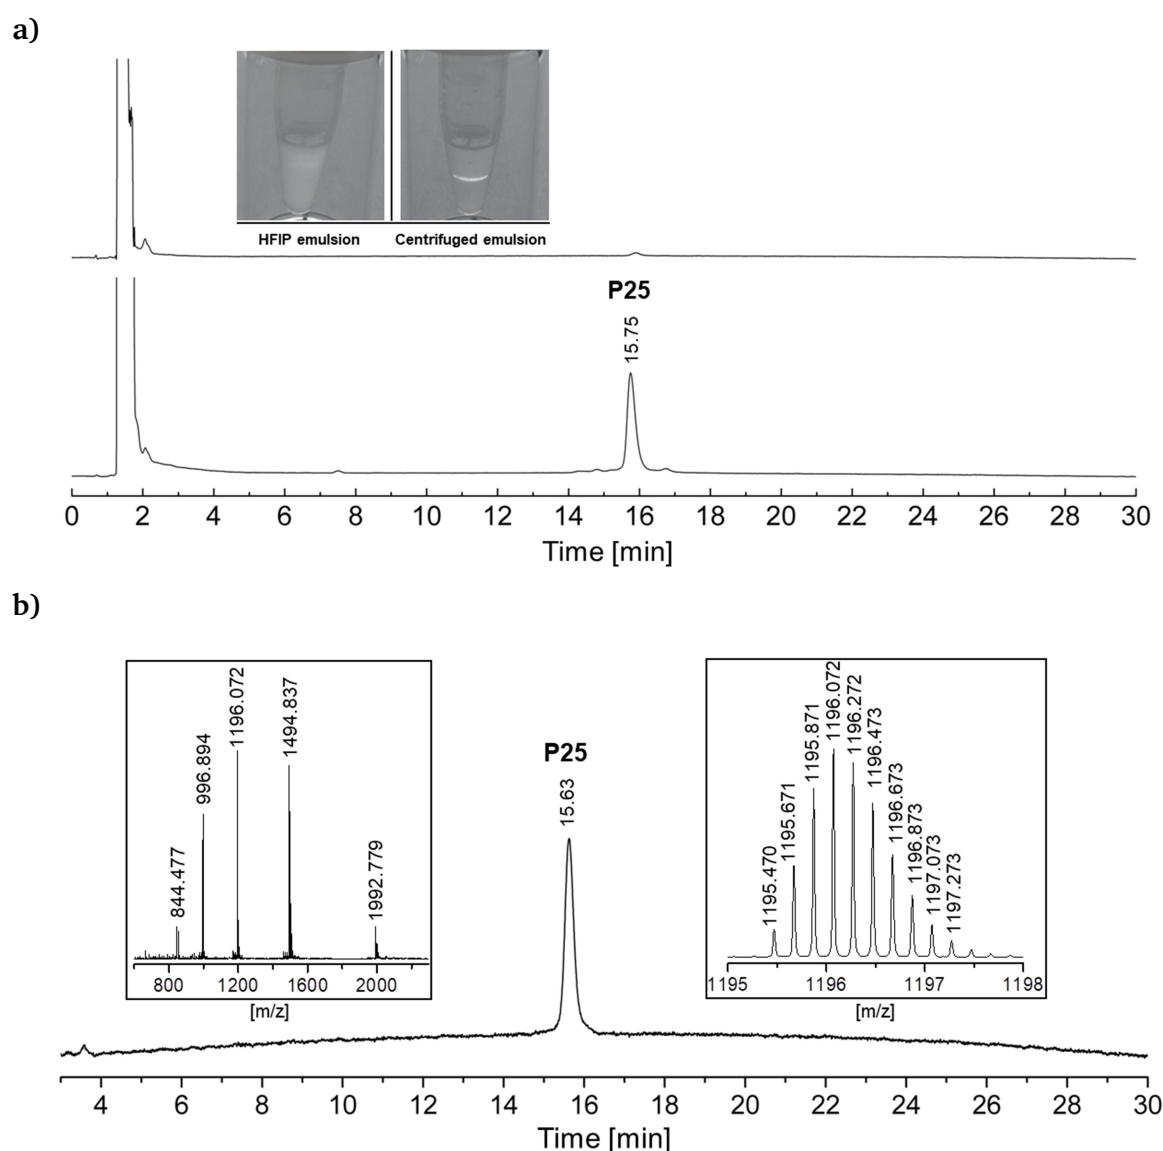 a)
HFIP emulsion
Centrifuged emulsion
P25
15.75
0 2 4 6 8 10 12 14 16 18 20 22 24 26 28 30
Time [min]
b)
844.477
996.894
1196.072
1494.837
1992.779
800 1200 1600 2000
[m/z]
P25
15.63
1195.470
1195.671
1195.871
1196.072
1196.272
1196.473
1196.673
1196.873
1197.073
1197.273
1195 1196 1197 1198
[m/z]
4 6 8 10 12 14 16 18 20 22 24 26 28 30
Time [min]